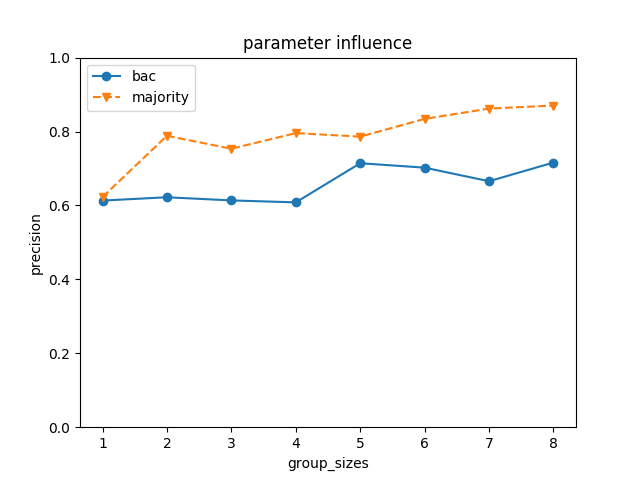 parameter influence
bac
majority
1.0
0.8
0.6
0.4
0.2
0.0
precision
1 2 3 4 5 6 7 8
group_sizes